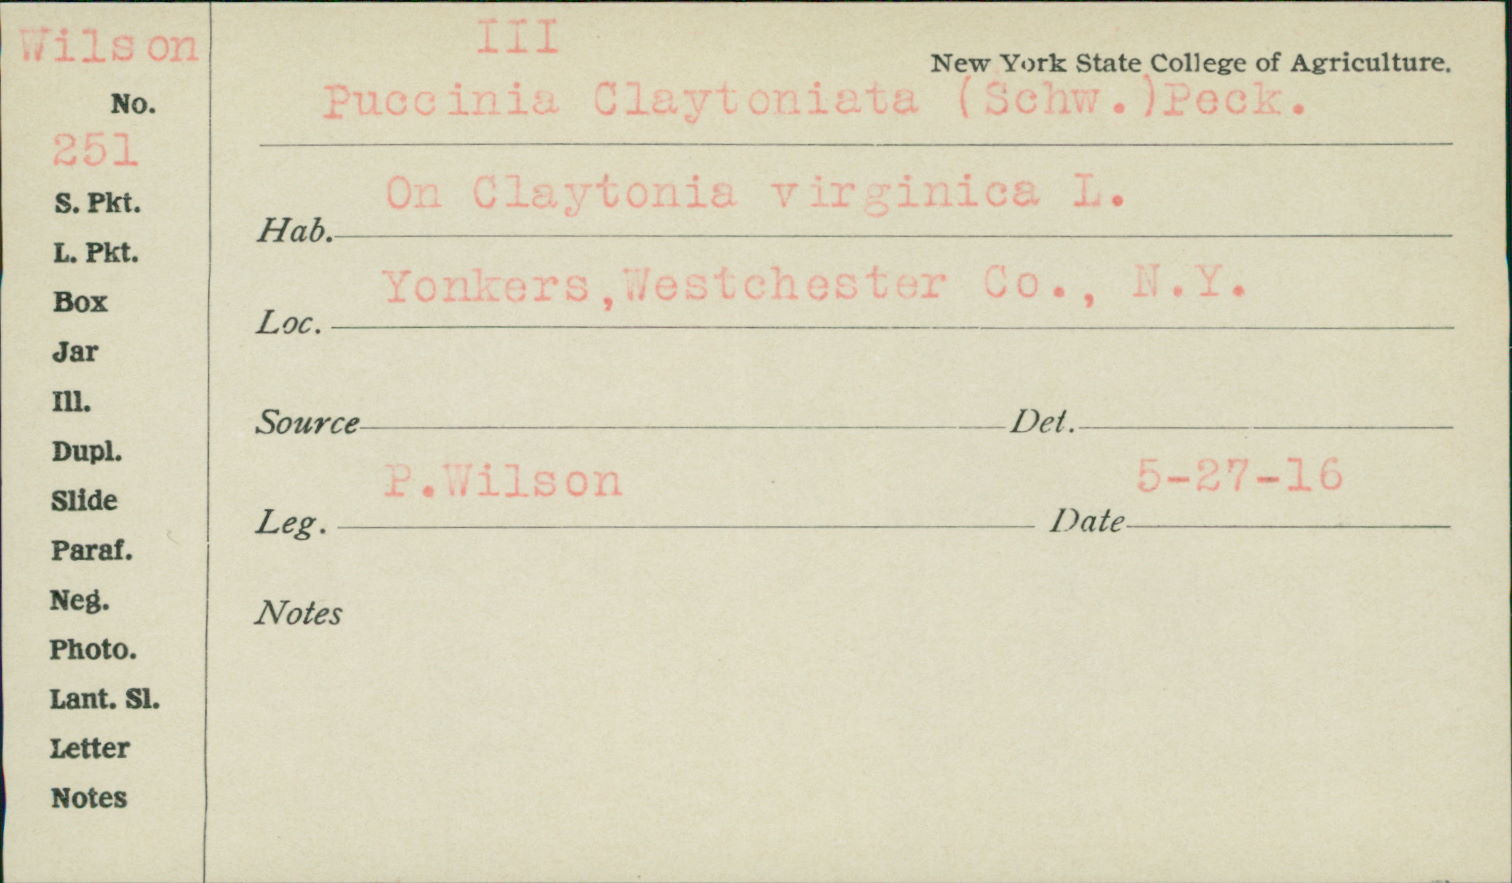 Wilson
No.
251
S. Pkt.
L. Pkt.
Box
Jar
Ill.
Dupl.
Slide
Paraf.
Neg.
Photo.
Lant. Sl.
Letter
Notes
III
New York State College of Agriculture.
Puccinia Claytoniata (Schw.)Peck.
On Claytonia virginica L.
Hab.
Yonkers,Westchester Co., N.Y.
Loc.
Source Det.
P.Wilson 5-27-16
Leg. Date
Notes